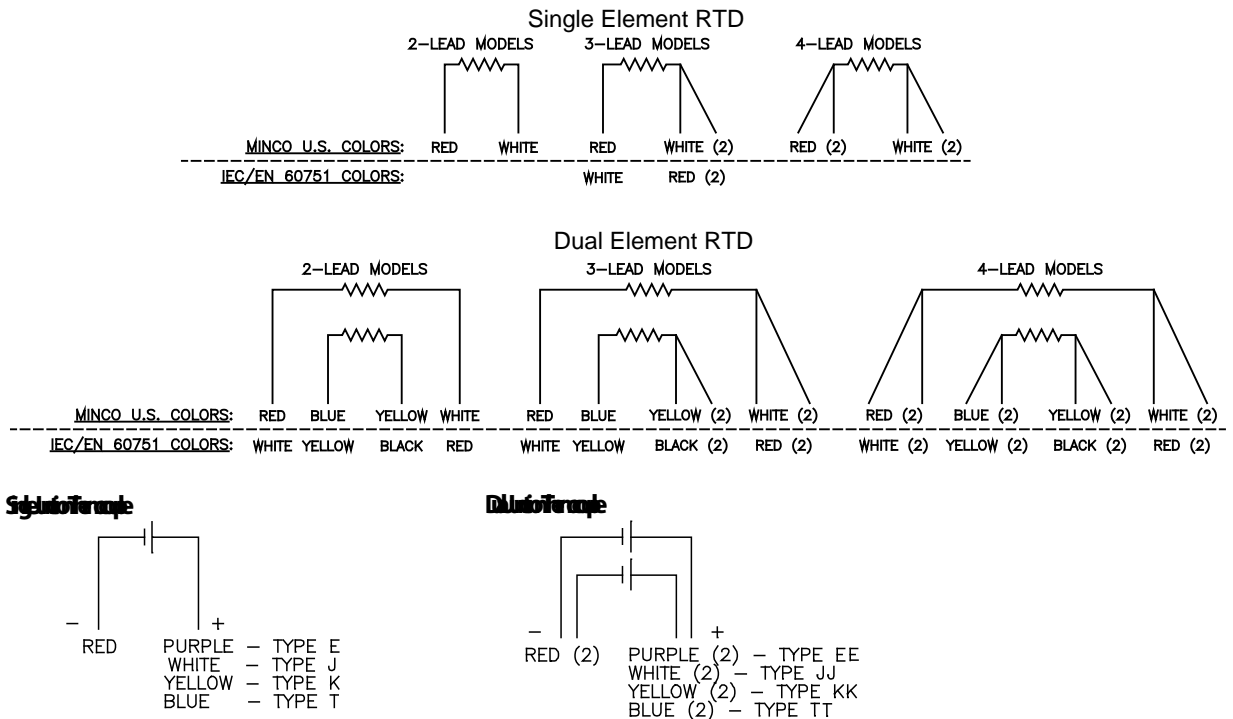 Single Element RTD
2-LEAD MODELS 3-LEAD MODELS 4-LEAD MODELS
MINCO U.S. COLORS: RED WHITE RED WHITE (2) RED (2) WHITE (2)
IEC/EN 60751 COLORS: WHITE RED (2)
Dual Element RTD
2-LEAD MODELS 3-LEAD MODELS 4-LEAD MODELS
MINCO U.S. COLORS: RED BLUE YELLOW WHITE RED BLUE YELLOW (2) WHITE (2) RED (2) BLUE (2) YELLOW (2) WHITE (2)
IEC/EN 60751 COLORS: WHITE YELLOW BLACK RED WHITE YELLOW BLACK (2) RED (2) WHITE (2) YELLOW (2) BLACK (2) RED (2)
- +
RED PURPLE - TYPE E
WHITE - TYPE J
YELLOW - TYPE K
BLUE - TYPE T
- +
RED (2) PURPLE (2) - TYPE EE
WHITE (2) - TYPE JJ
YELLOW (2) - TYPE KK
BLUE (2) - TYPE TT